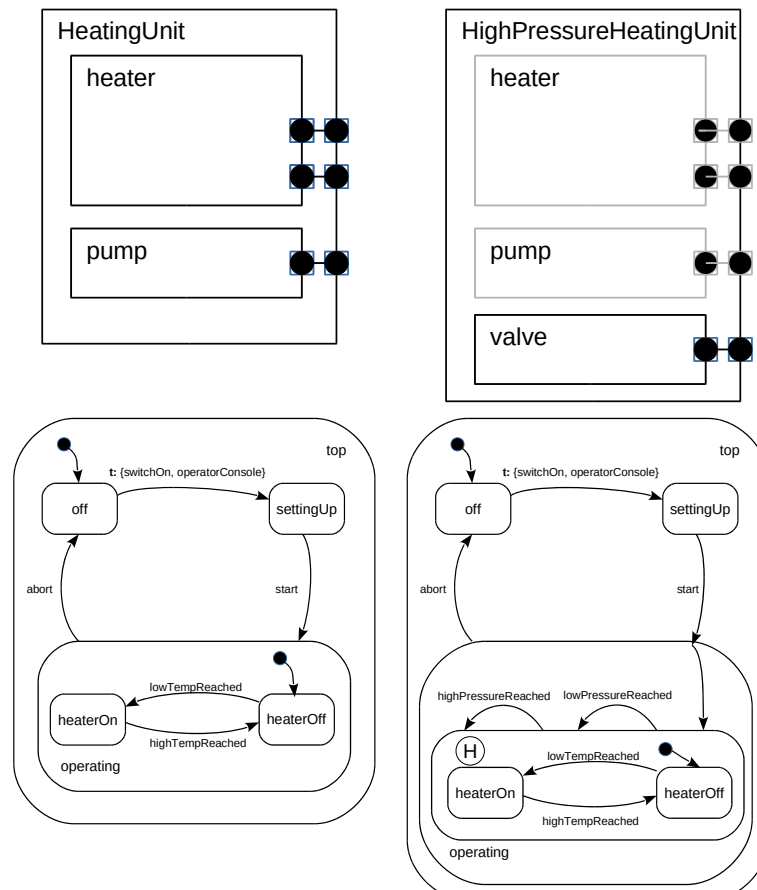 HeatingUnit
heater
pump
HighPressureHeatingUnit
heater
pump
valve
top
t: {switchOn, operatorConsole}
off
settingUp
abort
start
lowTempReached
heaterOn
heaterOff
highTempReached
operating
top
t: {switchOn, operatorConsole}
off
settingUp
abort
start
highPressureReached
lowPressureReached
H
lowTempReached
heaterOn
heaterOff
highTempReached
operating